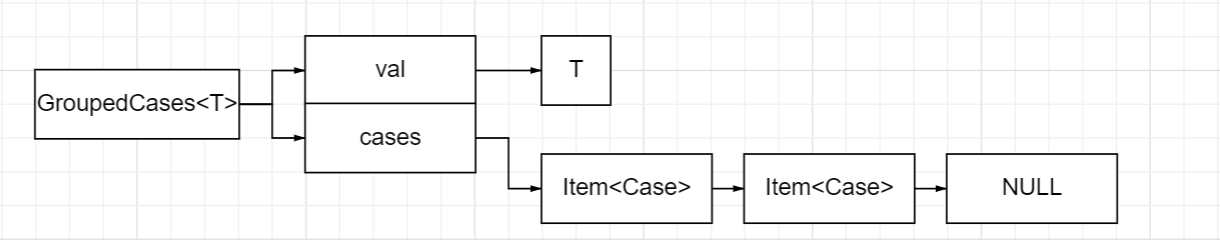 GroupedCases<T>
val
T
cases
Item<Case>
Item<Case>
NULL